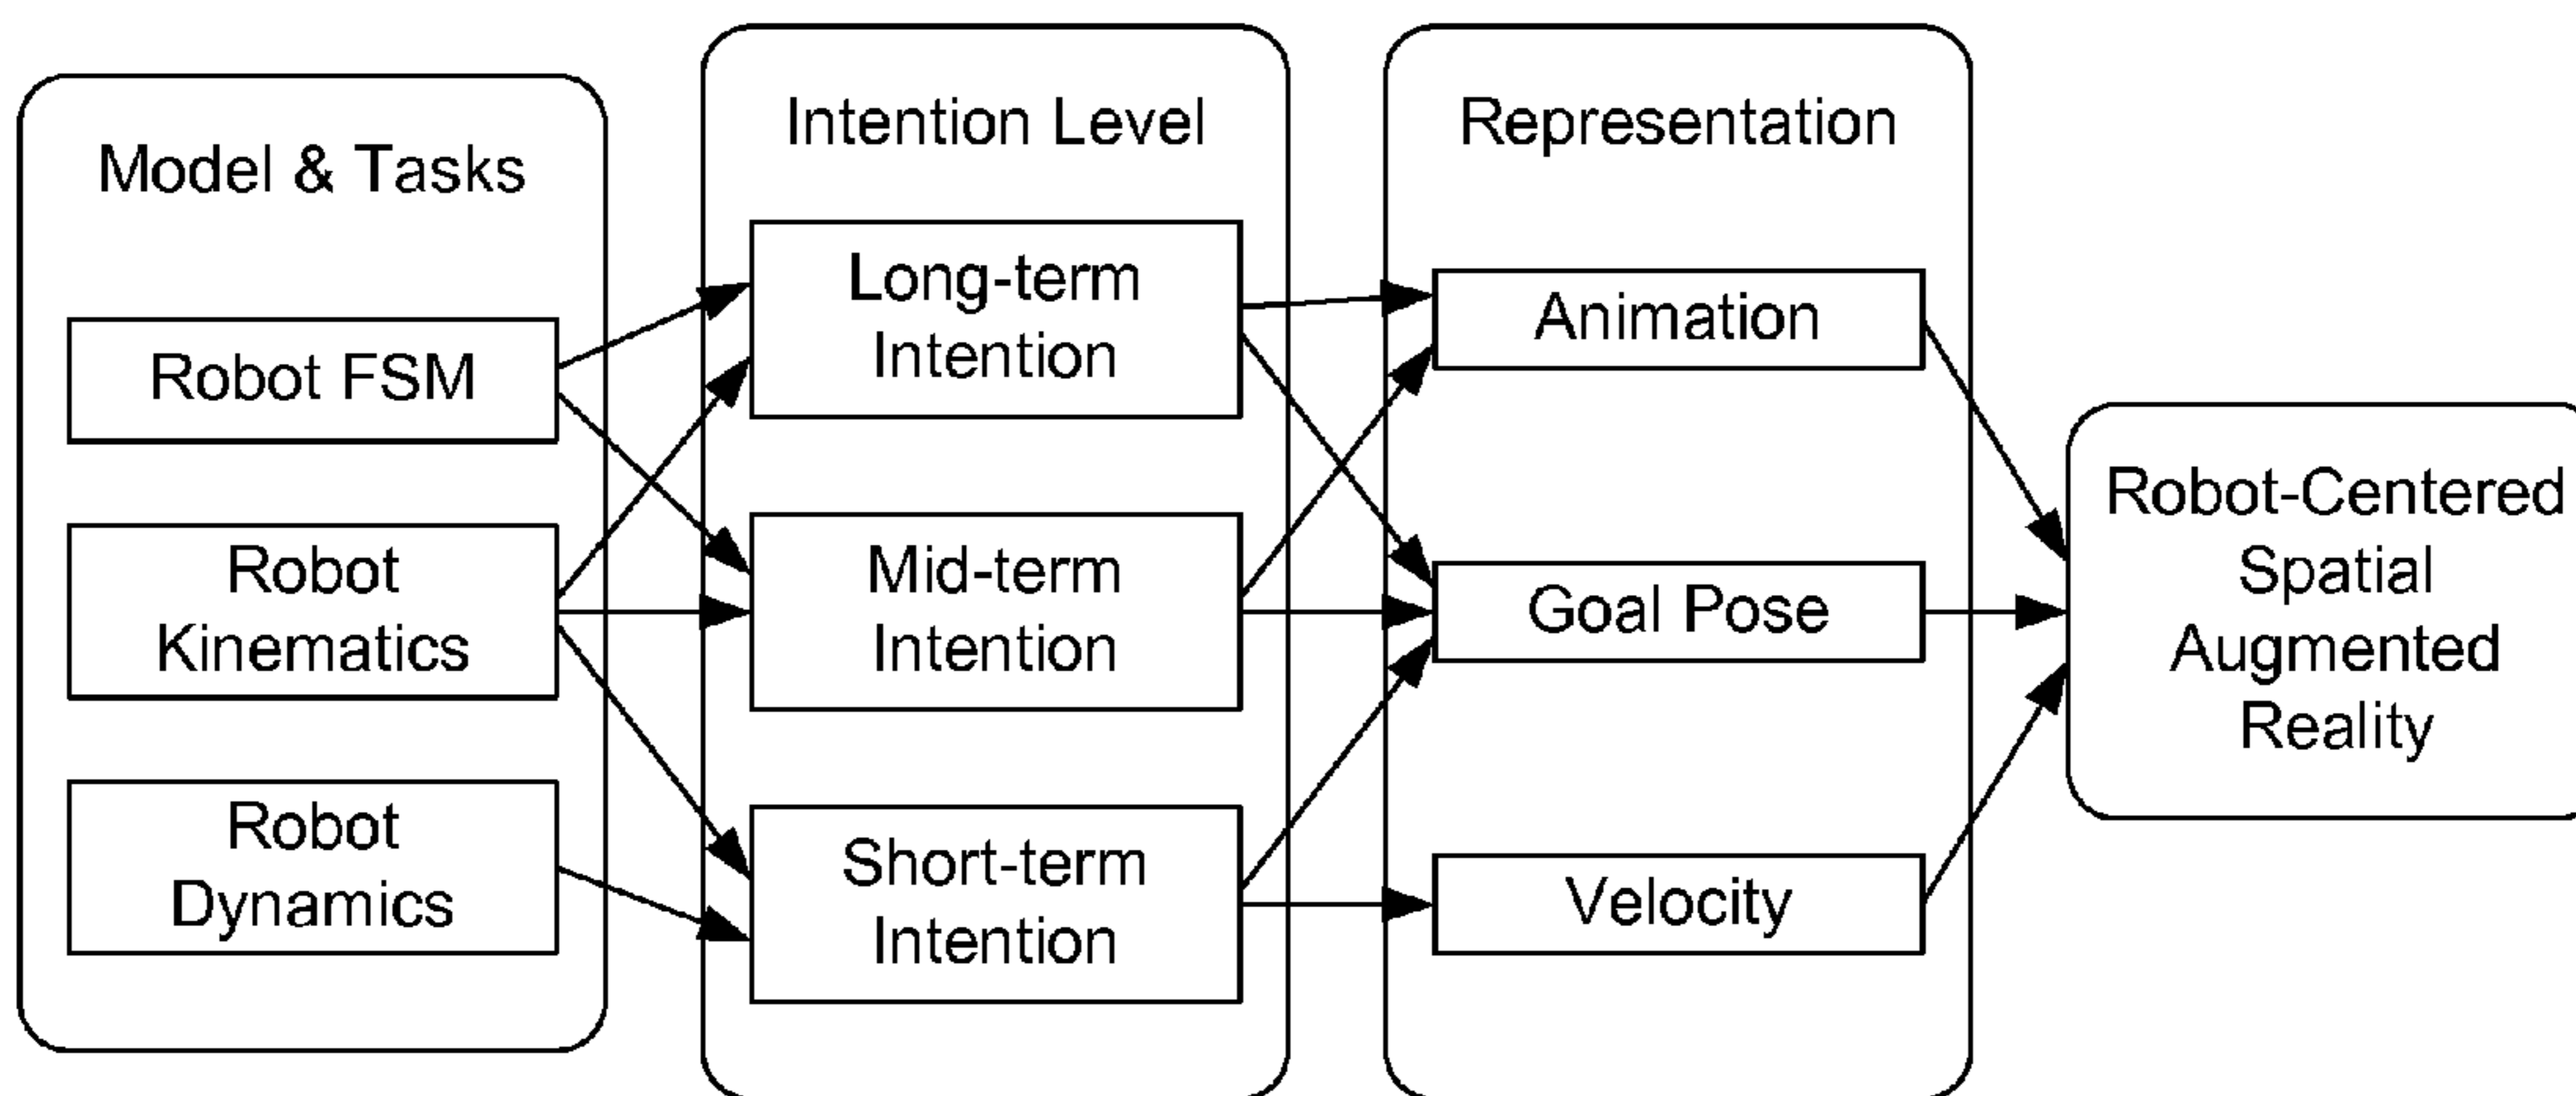 Model & Tasks
Robot FSM
Robot
Kinematics
Robot
Dynamics
Intention Level
Long-term
Intention
Mid-term
Intention
Short-term
Intention
Representation
Animation
Goal Pose
Velocity
Robot-Centered
Spatial
Augmented
Reality